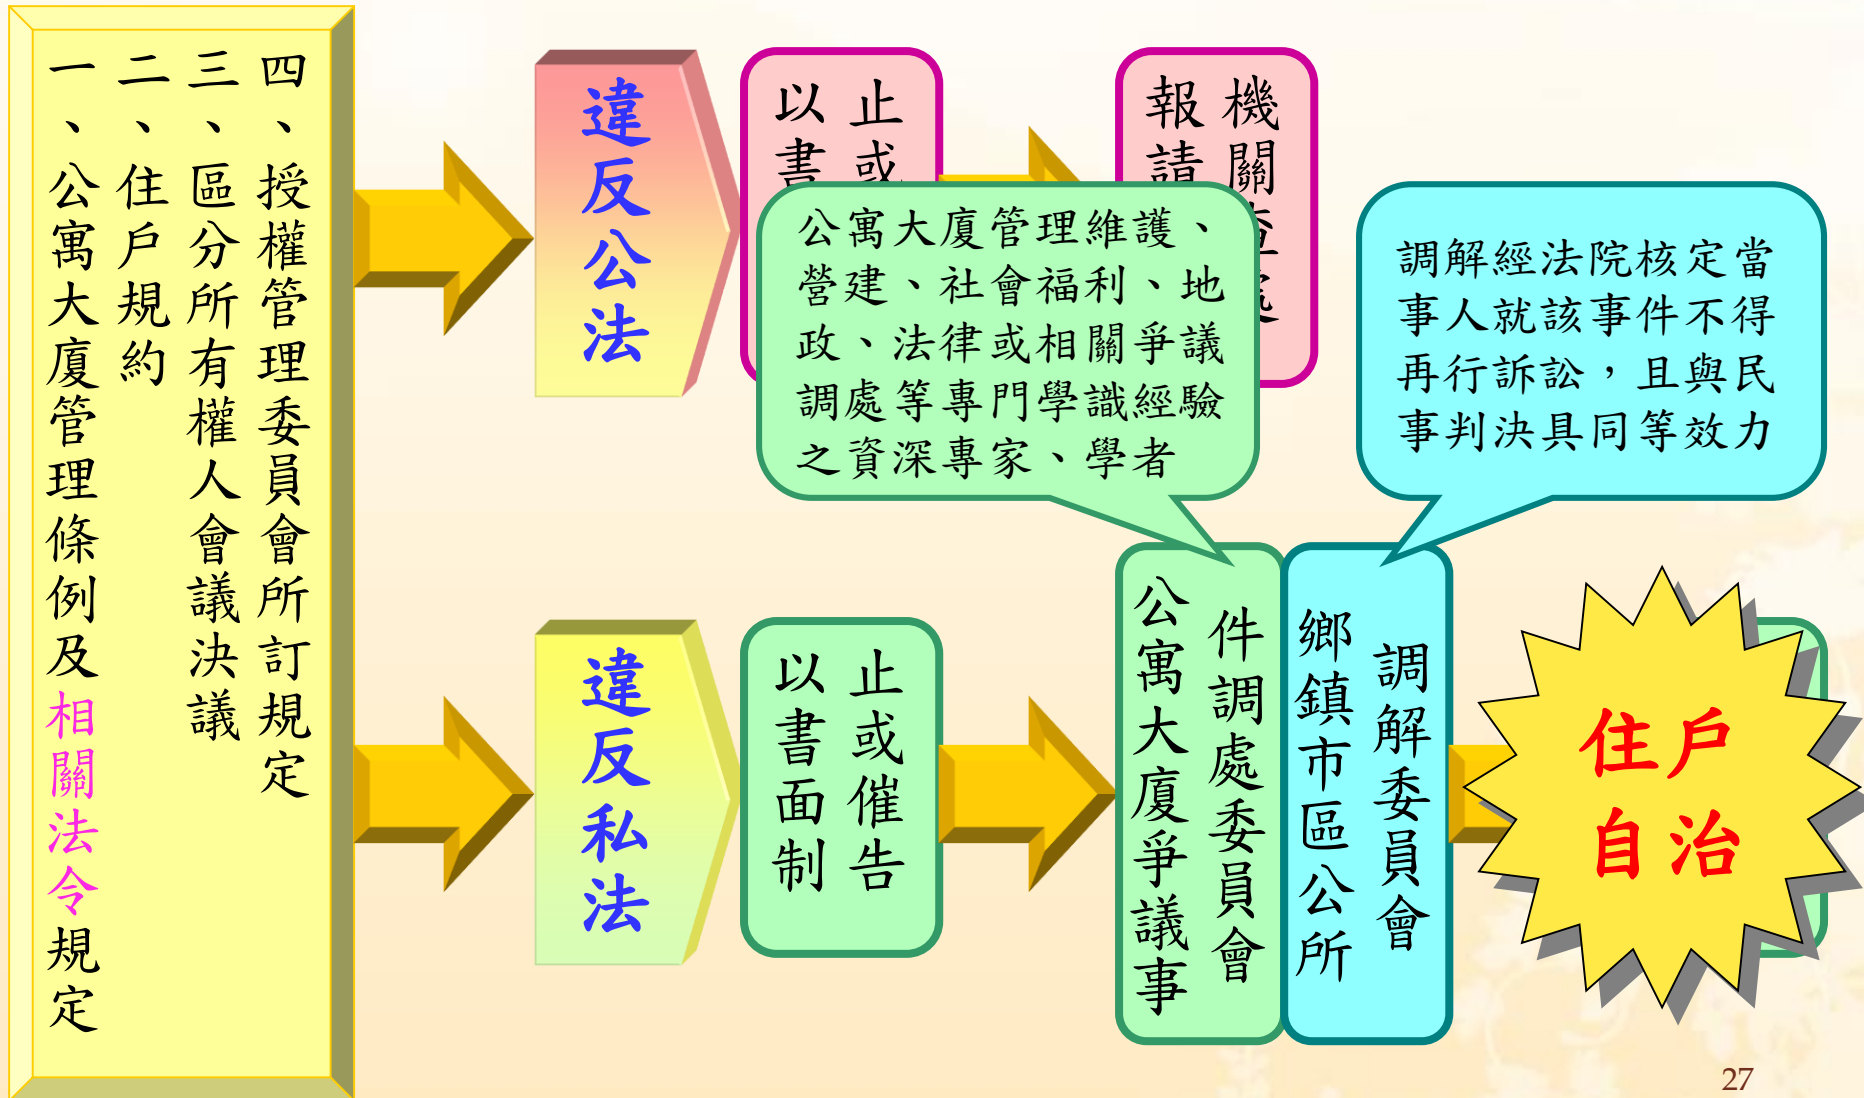 一、公寓大廈管理條例及相關法令規定
二、住戶規約
三、區分所有權人會議決議
四、授權管理委員會所訂規定
違反公法
以書
止或
報請
機關
公寓大廈管理維護、
營建、社會福利、地
政、法律或相關爭議
調處等專門學識經驗
之資深專家、學者
調解經法院核定當
事人就該事件不得
再行訴訟，且與民
事判決具同等效力
違反私法
以書面制
止或催告
公寓大廈爭議事
件調處委員會
鄉鎮市區公所
調解委員會
住戶
自治
27